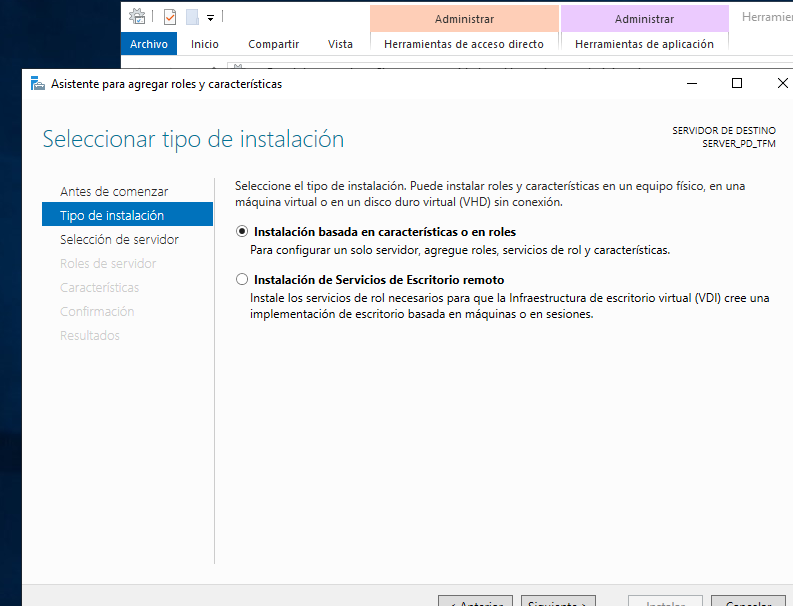 Administrar
Administrar
Herramien
Archivo
Inicio
Compartir
Vista
Herramientas de acceso directo
Herramientas de aplicación
Asistente para agregar roles y características
Seleccionar tipo de instalación
SERVIDOR DE DESTINO
SERVER_PD_TFM
Antes de comenzar
Tipo de instalación
Selección de servidor
Roles de servidor
Características
Confirmación
Resultados
Seleccione el tipo de instalación. Puede instalar roles y características en un equipo físico, en una
máquina virtual o en un disco duro virtual (VHD) sin conexión.
Instalación basada en características o en roles
Para configurar un solo servidor, agregue roles, servicios de rol y características.
Instalación de Servicios de Escritorio remoto
Instale los servicios de rol necesarios para que la Infraestructura de escritorio virtual (VDI) cree una
implementación de escritorio basada en máquinas o en sesiones.
< Anterior
Siguiente >
Instalar
Cancelar